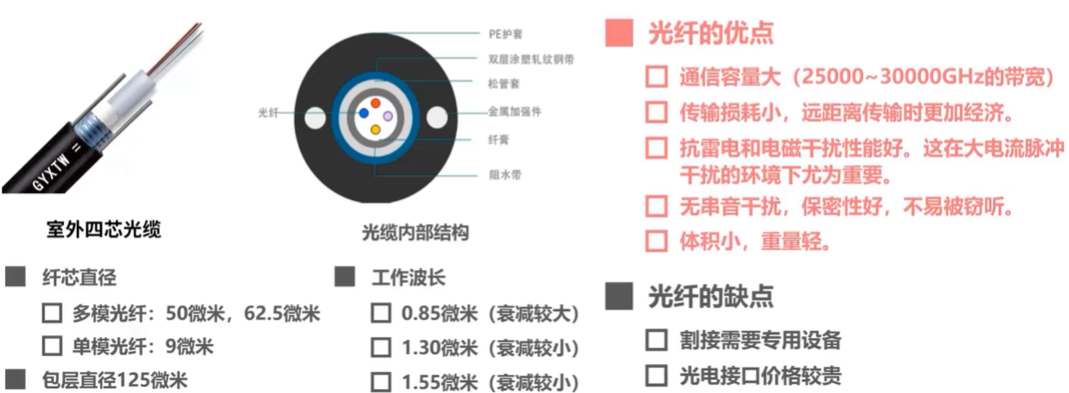 GYXTW =
室外四芯光缆
PE护套
双层涂塑轧纹钢带
松管套
光纤
金属加强件
纤膏
阻水带
光缆内部结构
纤芯直径
多模光纤：50微米，62.5微米
单模光纤：9微米
包层直径125微米
工作波长
0.85微米（衰减较大）
1.30微米（衰减较小）
1.55微米（衰减较小）
光纤的优点
通信容量大（25000~30000GHz的带宽）
传输损耗小，远距离传输时更加经济。
抗雷电和电磁干扰性能好。这在大电流脉冲
干扰的环境下尤为重要。
无串音干扰，保密性好，不易被窃听。
体积小，重量轻。
光纤的缺点
割接需要专用设备
光电接口价格较贵